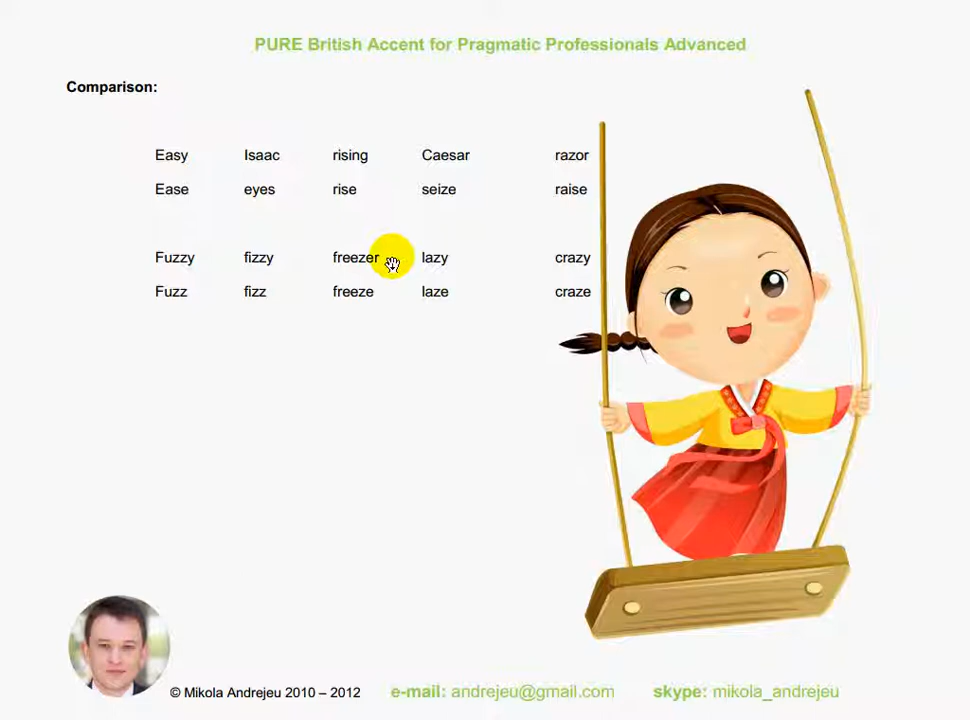 PURE British Accent for Pragmatic Professionals Advanced
Comparison:
Easy Isaac rising Caesar razor
Ease eyes rise seize raise
Fuzzy fizzy freezer lazy crazy
Fuzz fizz freeze laze craze
© Mikola Andrejeu 2010 – 2012 e-mail: andrejeu@gmail.com skype: mikola_andrejeu